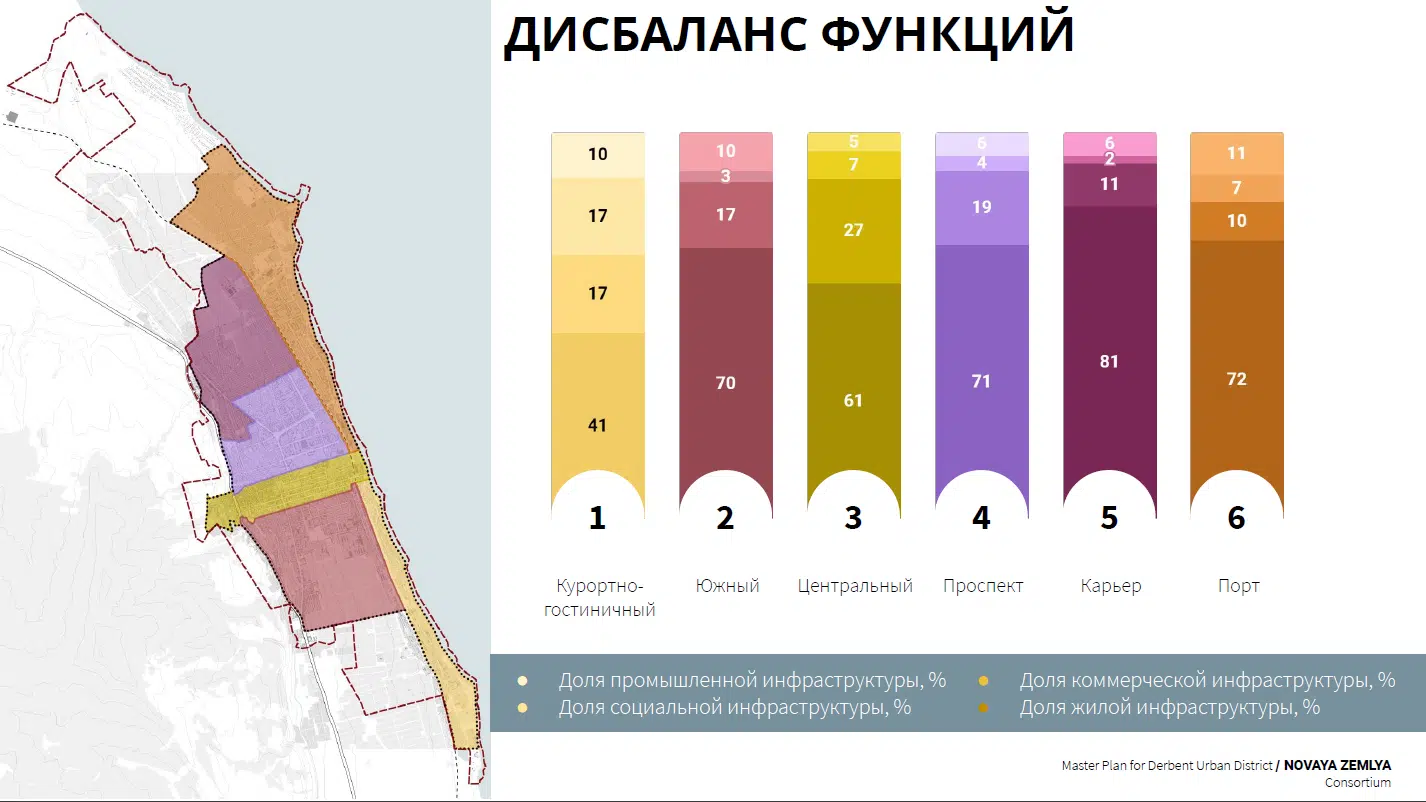 ДИСБАЛАНС ФУНКЦИЙ
10 10 5 6 6 11
3 7 4 2 7
17 17 27 19 11 10
17
41 70 61 71 81 72
1 2 3 4 5 6
Курортно- Южный Центральный Проспект Карьер Порт
гостиничный
Доля промышленной инфраструктуры, % Доля коммерческой инфраструктуры, %
Доля социальной инфраструктуры, % Доля жилой инфраструктуры, %
Master Plan for Derbent Urban District / NOVAYA ZEMLYA
Consortium